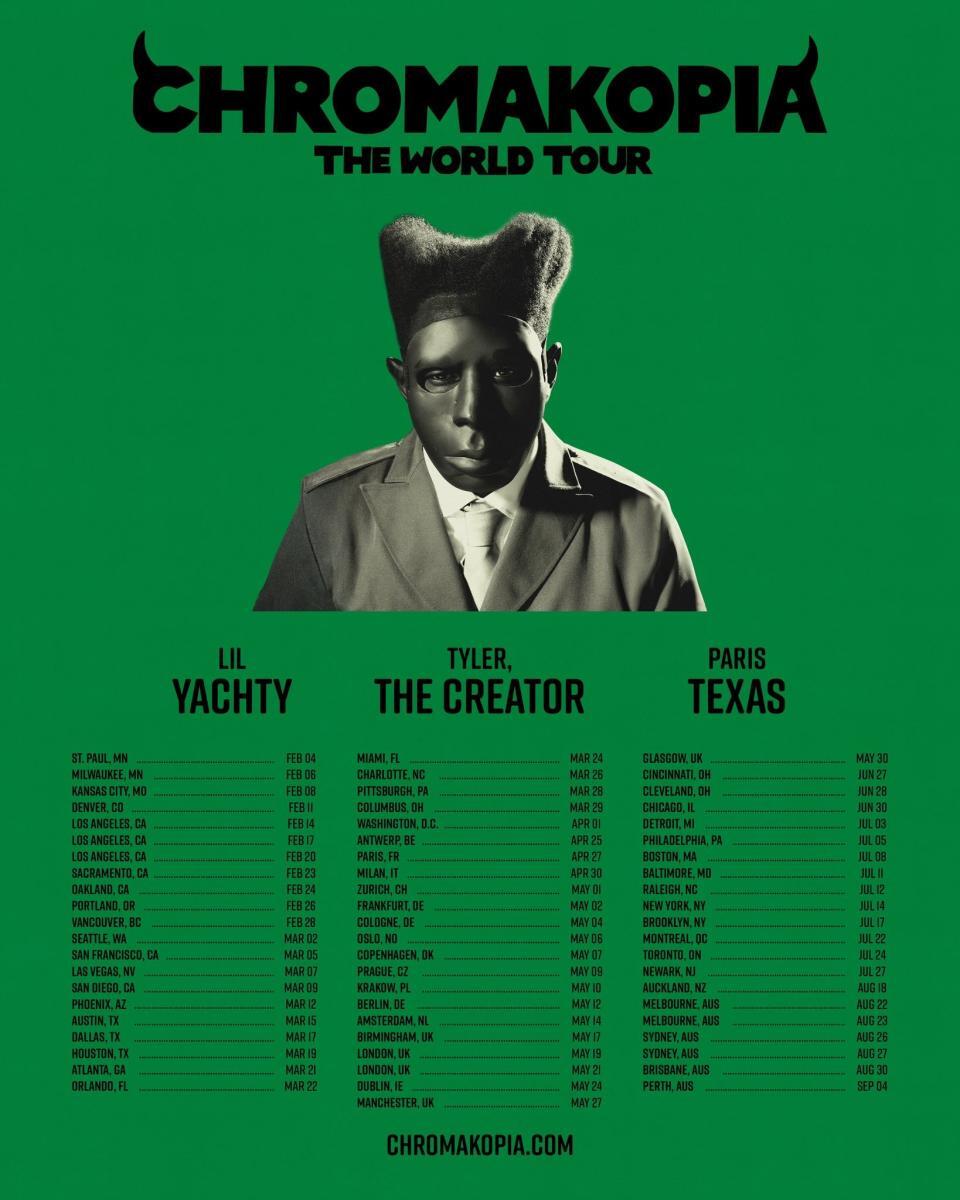 CHROMAKOPIA
THE WORLD TOUR
LIL
YACHTY
TYLER,
THE CREATOR
PARIS
TEXAS
ST. PAUL, MN FEB 04
MILWAUKEE, MN FEB 06
KANSAS CITY, MO FEB 08
DENVER, CO FEB 11
LOS ANGELES, CA FEB 14
LOS ANGELES, CA FEB 17
LOS ANGELES, CA FEB 20
SACRAMENTO, CA FEB 23
OAKLAND, CA FEB 24
PORTLAND, OR FEB 26
VANCOUVER, BC FEB 28
SEATTLE, WA MAR 02
SAN FRANCISCO, CA MAR 05
LAS VEGAS, NV MAR 07
SAN DIEGO, CA MAR 09
PHOENIX, AZ MAR 12
AUSTIN, TX MAR 15
DALLAS, TX MAR 17
HOUSTON, TX MAR 19
ATLANTA, GA MAR 21
ORLANDO, FL MAR 22
MIAMI, FL MAR 24
CHARLOTTE, NC MAR 26
PITTSBURGH, PA MAR 28
COLUMBUS, OH MAR 29
WASHINGTON, D.C. APR 01
ANTWERP, BE APR 25
PARIS, FR APR 27
MILAN, IT APR 30
ZURICH, CH MAY 01
FRANKFURT, DE MAY 02
COLOGNE, DE MAY 04
OSLO, NO MAY 06
COPENHAGEN, DK MAY 07
PRAGUE, CZ MAY 09
KRAKOW, PL MAY 10
BERLIN, DE MAY 12
AMSTERDAM, NL MAY 14
BIRMINGHAM, UK MAY 17
LONDON, UK MAY 19
LONDON, UK MAY 21
DUBLIN, IE MAY 24
MANCHESTER, UK MAY 27
GLASGOW, UK MAY 30
CINCINNATI, OH JUN 27
CLEVELAND, OH JUN 28
CHICAGO, IL JUN 30
DETROIT, MI JUL 03
PHILADELPHIA, PA JUL 05
BOSTON, MA JUL 08
BALTIMORE, MD JUL 11
RALEIGH, NC JUL 12
NEW YORK, NY JUL 14
BROOKLYN, NY JUL 17
MONTREAL, QC JUL 22
TORONTO, ON JUL 24
NEWARK, NJ JUL 27
AUCKLAND, NZ AUG 18
MELBOURNE, AUS AUG 22
MELBOURNE, AUS AUG 23
SYDNEY, AUS AUG 26
SYDNEY, AUS AUG 27
BRISBANE, AUS AUG 30
PERTH, AUS SEP 04
CHROMAKOPIA.COM